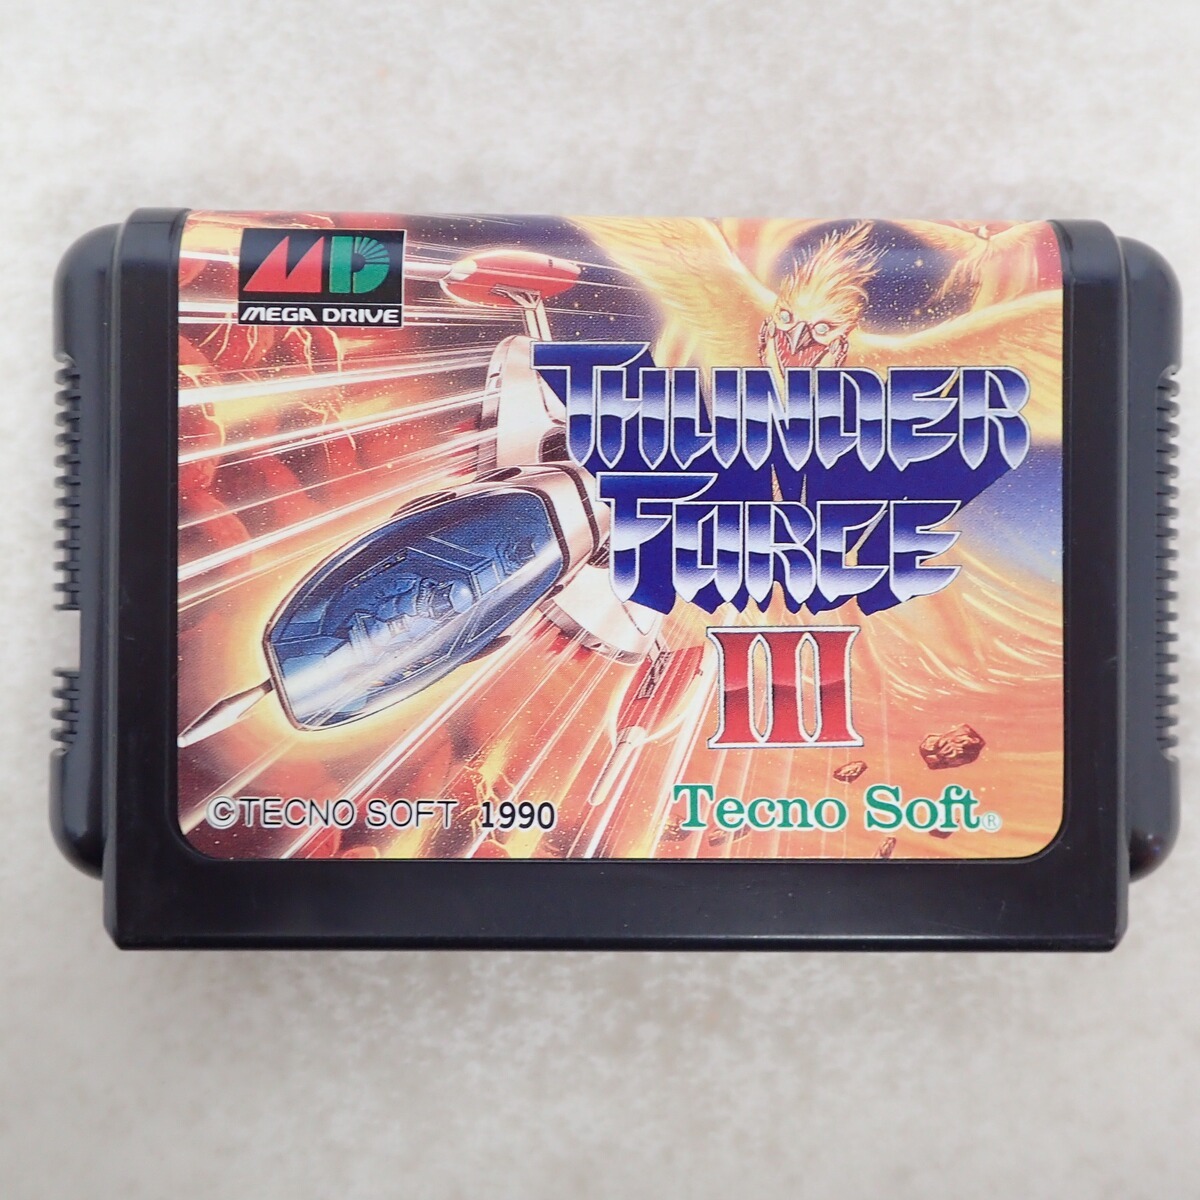 MD
MEGA DRIVE
THUNDER
FORCE
III
©TECNO SOFT 1990
Tecno Soft®